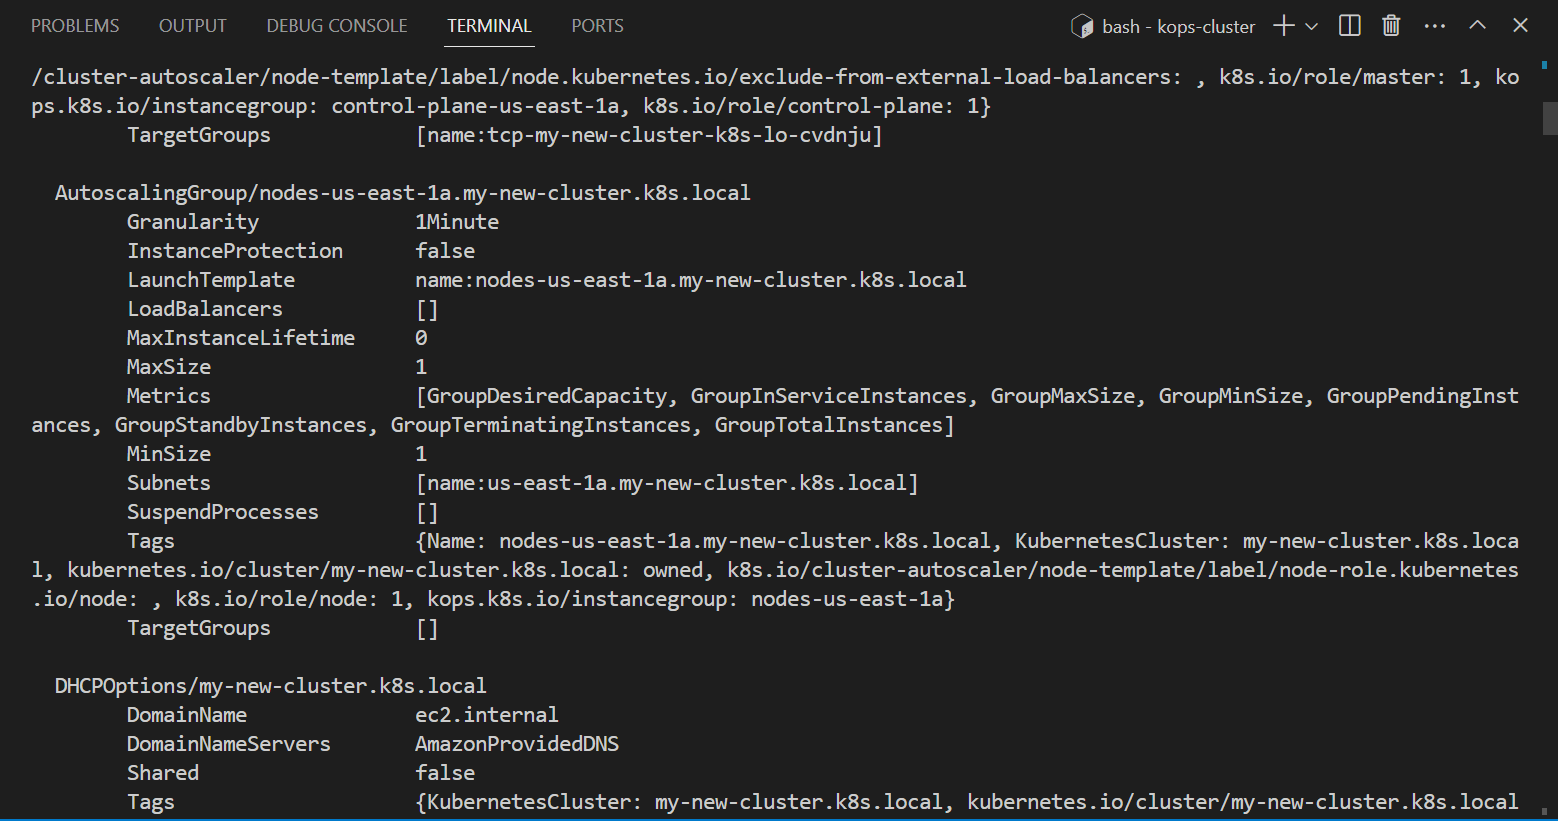 PROBLEMS OUTPUT DEBUG CONSOLE TERMINAL PORTS bash - kops-cluster
/cluster-autoscaler/node-template/label/node.kubernetes.io/exclude-from-external-load-balancers: , k8s.io/role/master: 1, ko
ps.k8s.io/instancegroup: control-plane-us-east-1a, k8s.io/role/control-plane: 1}
TargetGroups [name:tcp-my-new-cluster-k8s-lo-cvdnju]
AutoscalingGroup/nodes-us-east-1a.my-new-cluster.k8s.local
Granularity 1Minute
InstanceProtection false
LaunchTemplate name:nodes-us-east-1a.my-new-cluster.k8s.local
LoadBalancers []
MaxInstanceLifetime 0
MaxSize 1
Metrics [GroupDesiredCapacity, GroupInServiceInstances, GroupMaxSize, GroupMinSize, GroupPendingInst
ances, GroupStandbyInstances, GroupTerminatingInstances, GroupTotalInstances]
MinSize 1
Subnets [name:us-east-1a.my-new-cluster.k8s.local]
SuspendProcesses []
Tags {Name: nodes-us-east-1a.my-new-cluster.k8s.local, KubernetesCluster: my-new-cluster.k8s.loca
l, kubernetes.io/cluster/my-new-cluster.k8s.local: owned, k8s.io/cluster-autoscaler/node-template/label/node-role.kubernetes
.io/node: , k8s.io/role/node: 1, kops.k8s.io/instancegroup: nodes-us-east-1a}
TargetGroups []
DHCPOptions/my-new-cluster.k8s.local
DomainName ec2.internal
DomainNameServers AmazonProvidedDNS
Shared false
Tags {KubernetesCluster: my-new-cluster.k8s.local, kubernetes.io/cluster/my-new-cluster.k8s.local